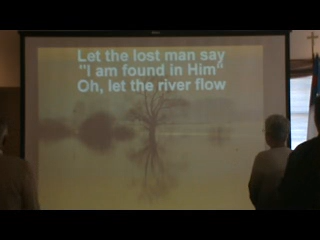 Let the lost man say
"I am found in Him"
Oh, let the river flow